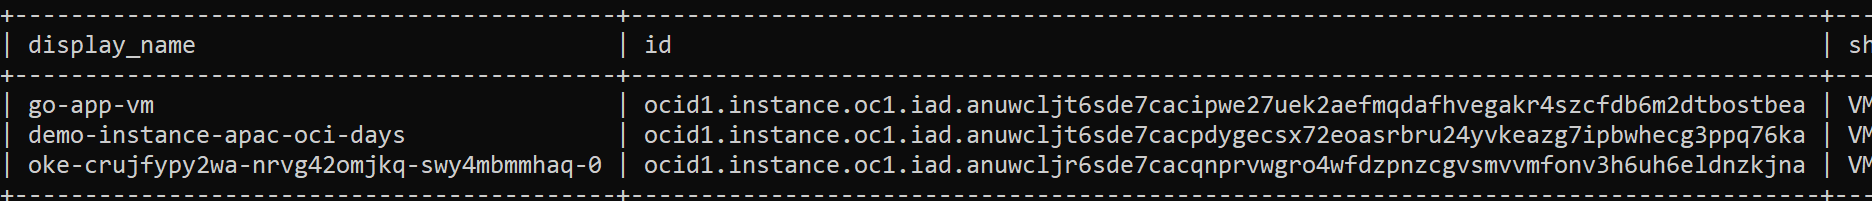 +-------------------------------------------+--------------------------------------------------------------------------------------+---
| display_name | id | sh
+-------------------------------------------+--------------------------------------------------------------------------------------+---
| go-app-vm | ocid1.instance.oc1.iad.anuwcljt6sde7cacipwe27uek2aefmqdafhvegakr4szcfdb6m2dtbostbea | VM
| demo-instance-apac-oci-days | ocid1.instance.oc1.iad.anuwcljt6sde7cacpdygecsx72eoasrbru24yvkeazg7ipbwhecg3ppq76ka | VM
| oke-crujfypy2wa-nrvg42omjkq-swy4mbmmhaq-0 | ocid1.instance.oc1.iad.anuwcljr6sde7cacqnprvwgro4wfdzpnzcgvsmvvmfonv3h6uh6eldnzkjna | VM
+-------------------------------------------+--------------------------------------------------------------------------------------+---